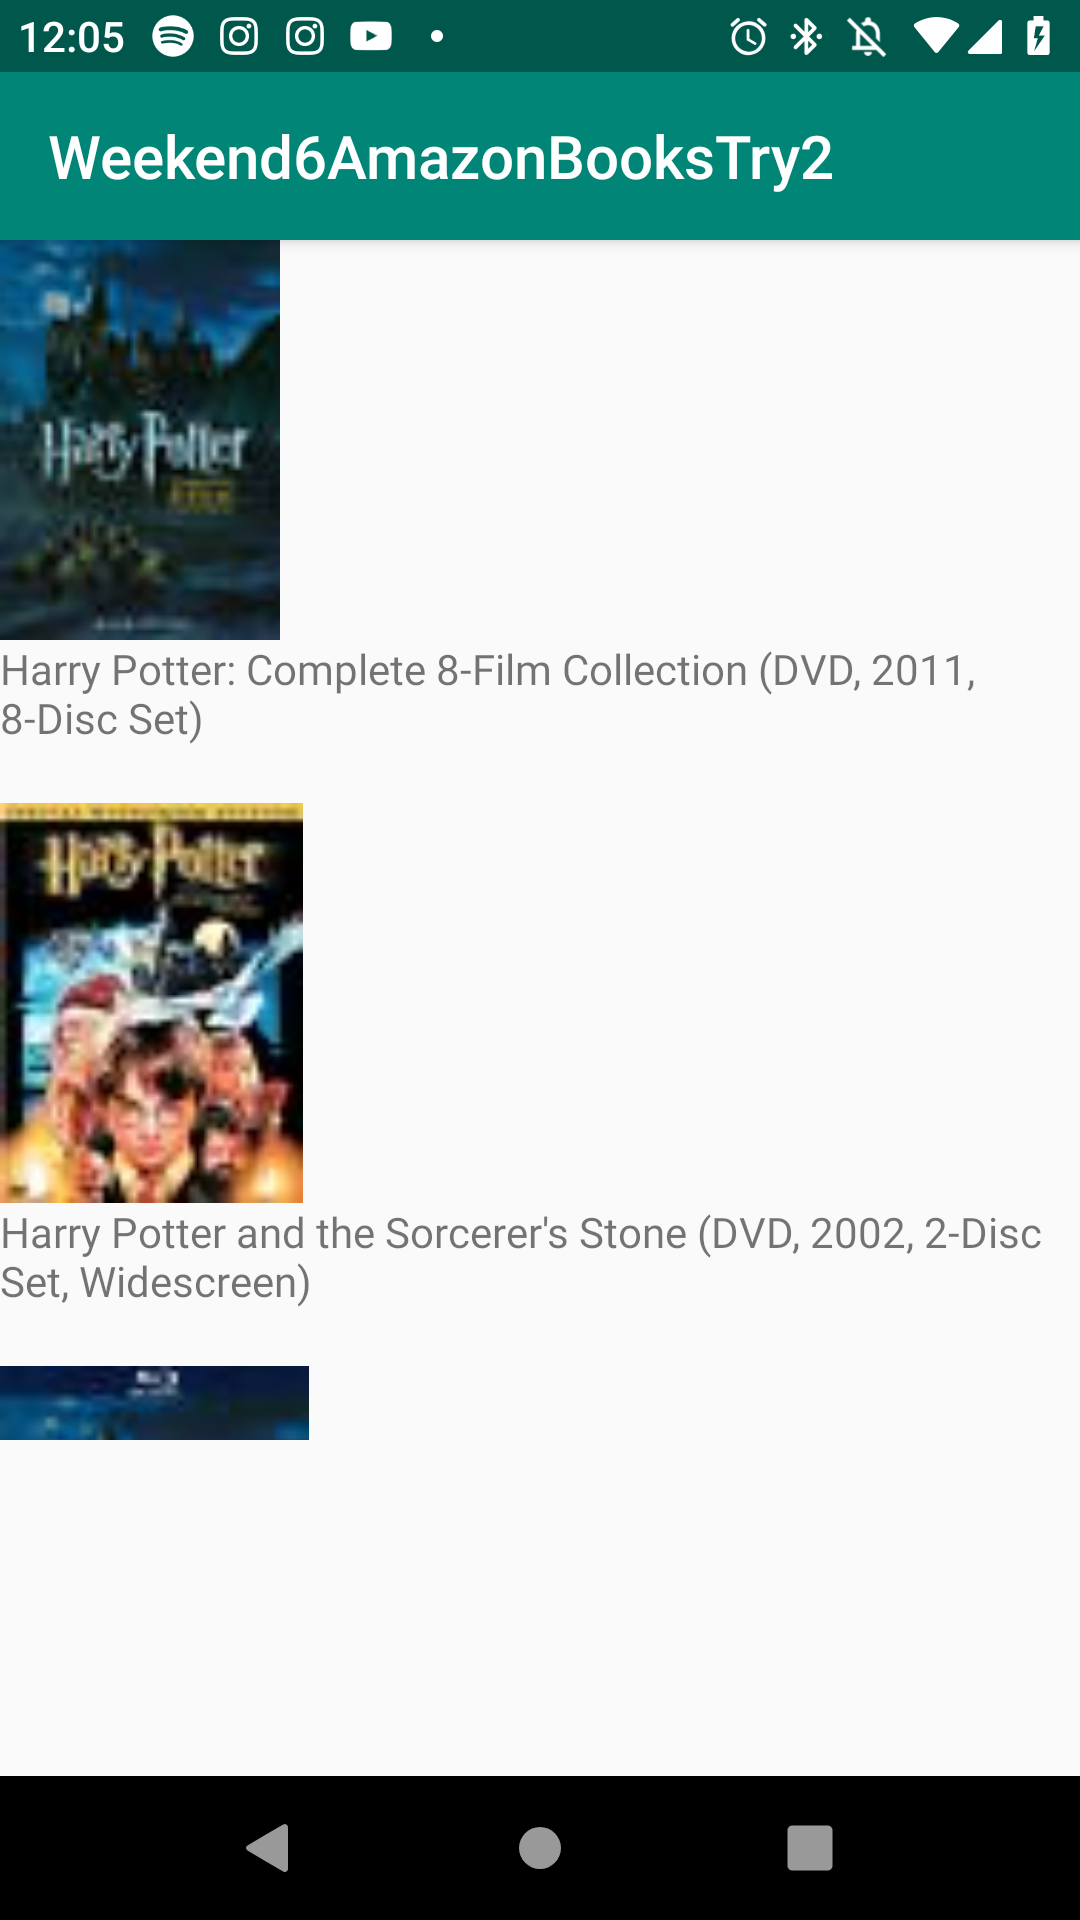 12:05
Weekend6AmazonBooksTry2
Harry Potter
Harry Potter: Complete 8-Film Collection (DVD, 2011,
8-Disc Set)
Harry Potter
Harry Potter and the Sorcerer's Stone (DVD, 2002, 2-Disc
Set, Widescreen)